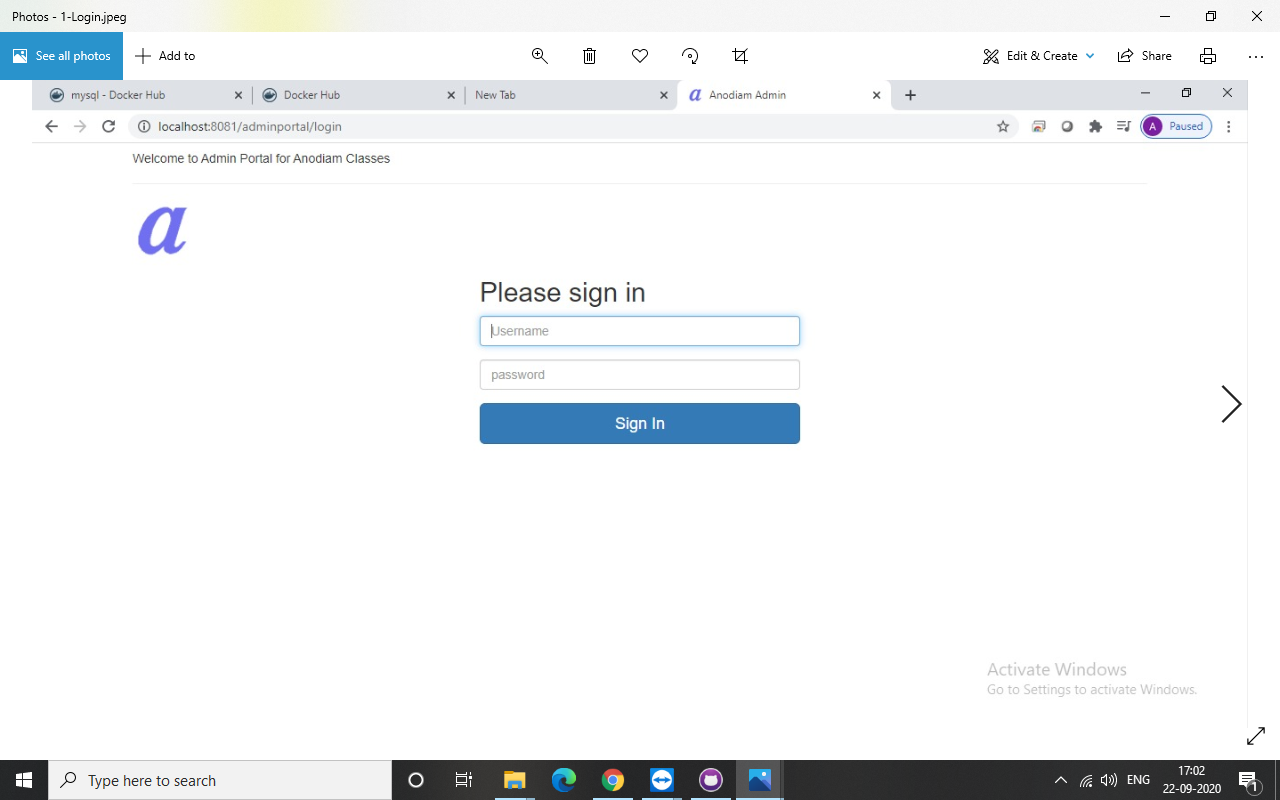 Photos - 1-Login.jpeg
See all photos
Add to
Edit & Create
Share
mysql - Docker Hub
Docker Hub
New Tab
a Anodiam Admin
localhost:8081/adminportal/login
A Paused
Welcome to Admin Portal for Anodiam Classes
a
Please sign in
Username
password
Sign In
Activate Windows
Go to Settings to activate Windows.
Type here to search
ENG
17:02
22-09-2020
1